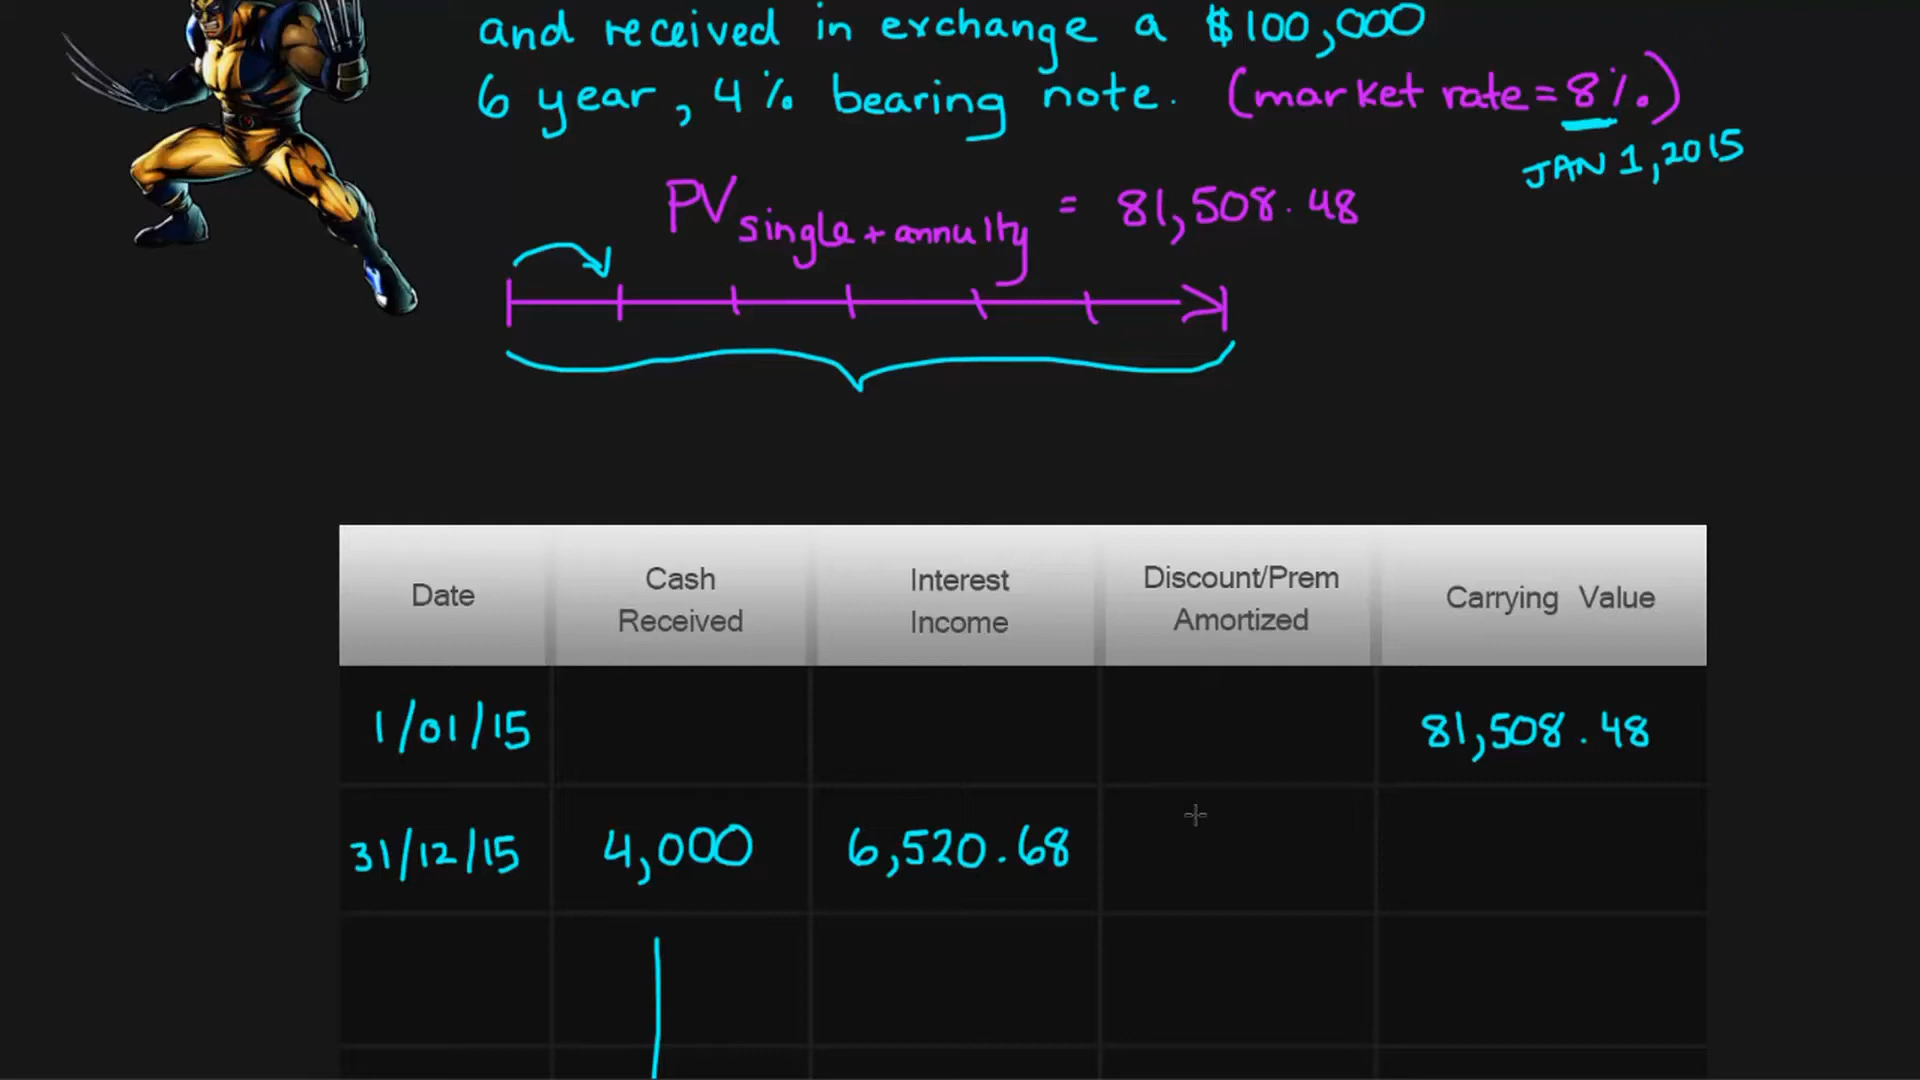 and received in exchange a $100,000
6 year, 4% bearing note. (market rate=8%)
JAN 1, 2015
PV single + annuity = 81,508.48
Date Cash Received Interest Income Discount/Prem Amortized Carrying Value
1/01/15 81,508.48
31/12/15 4,000 6,520.68